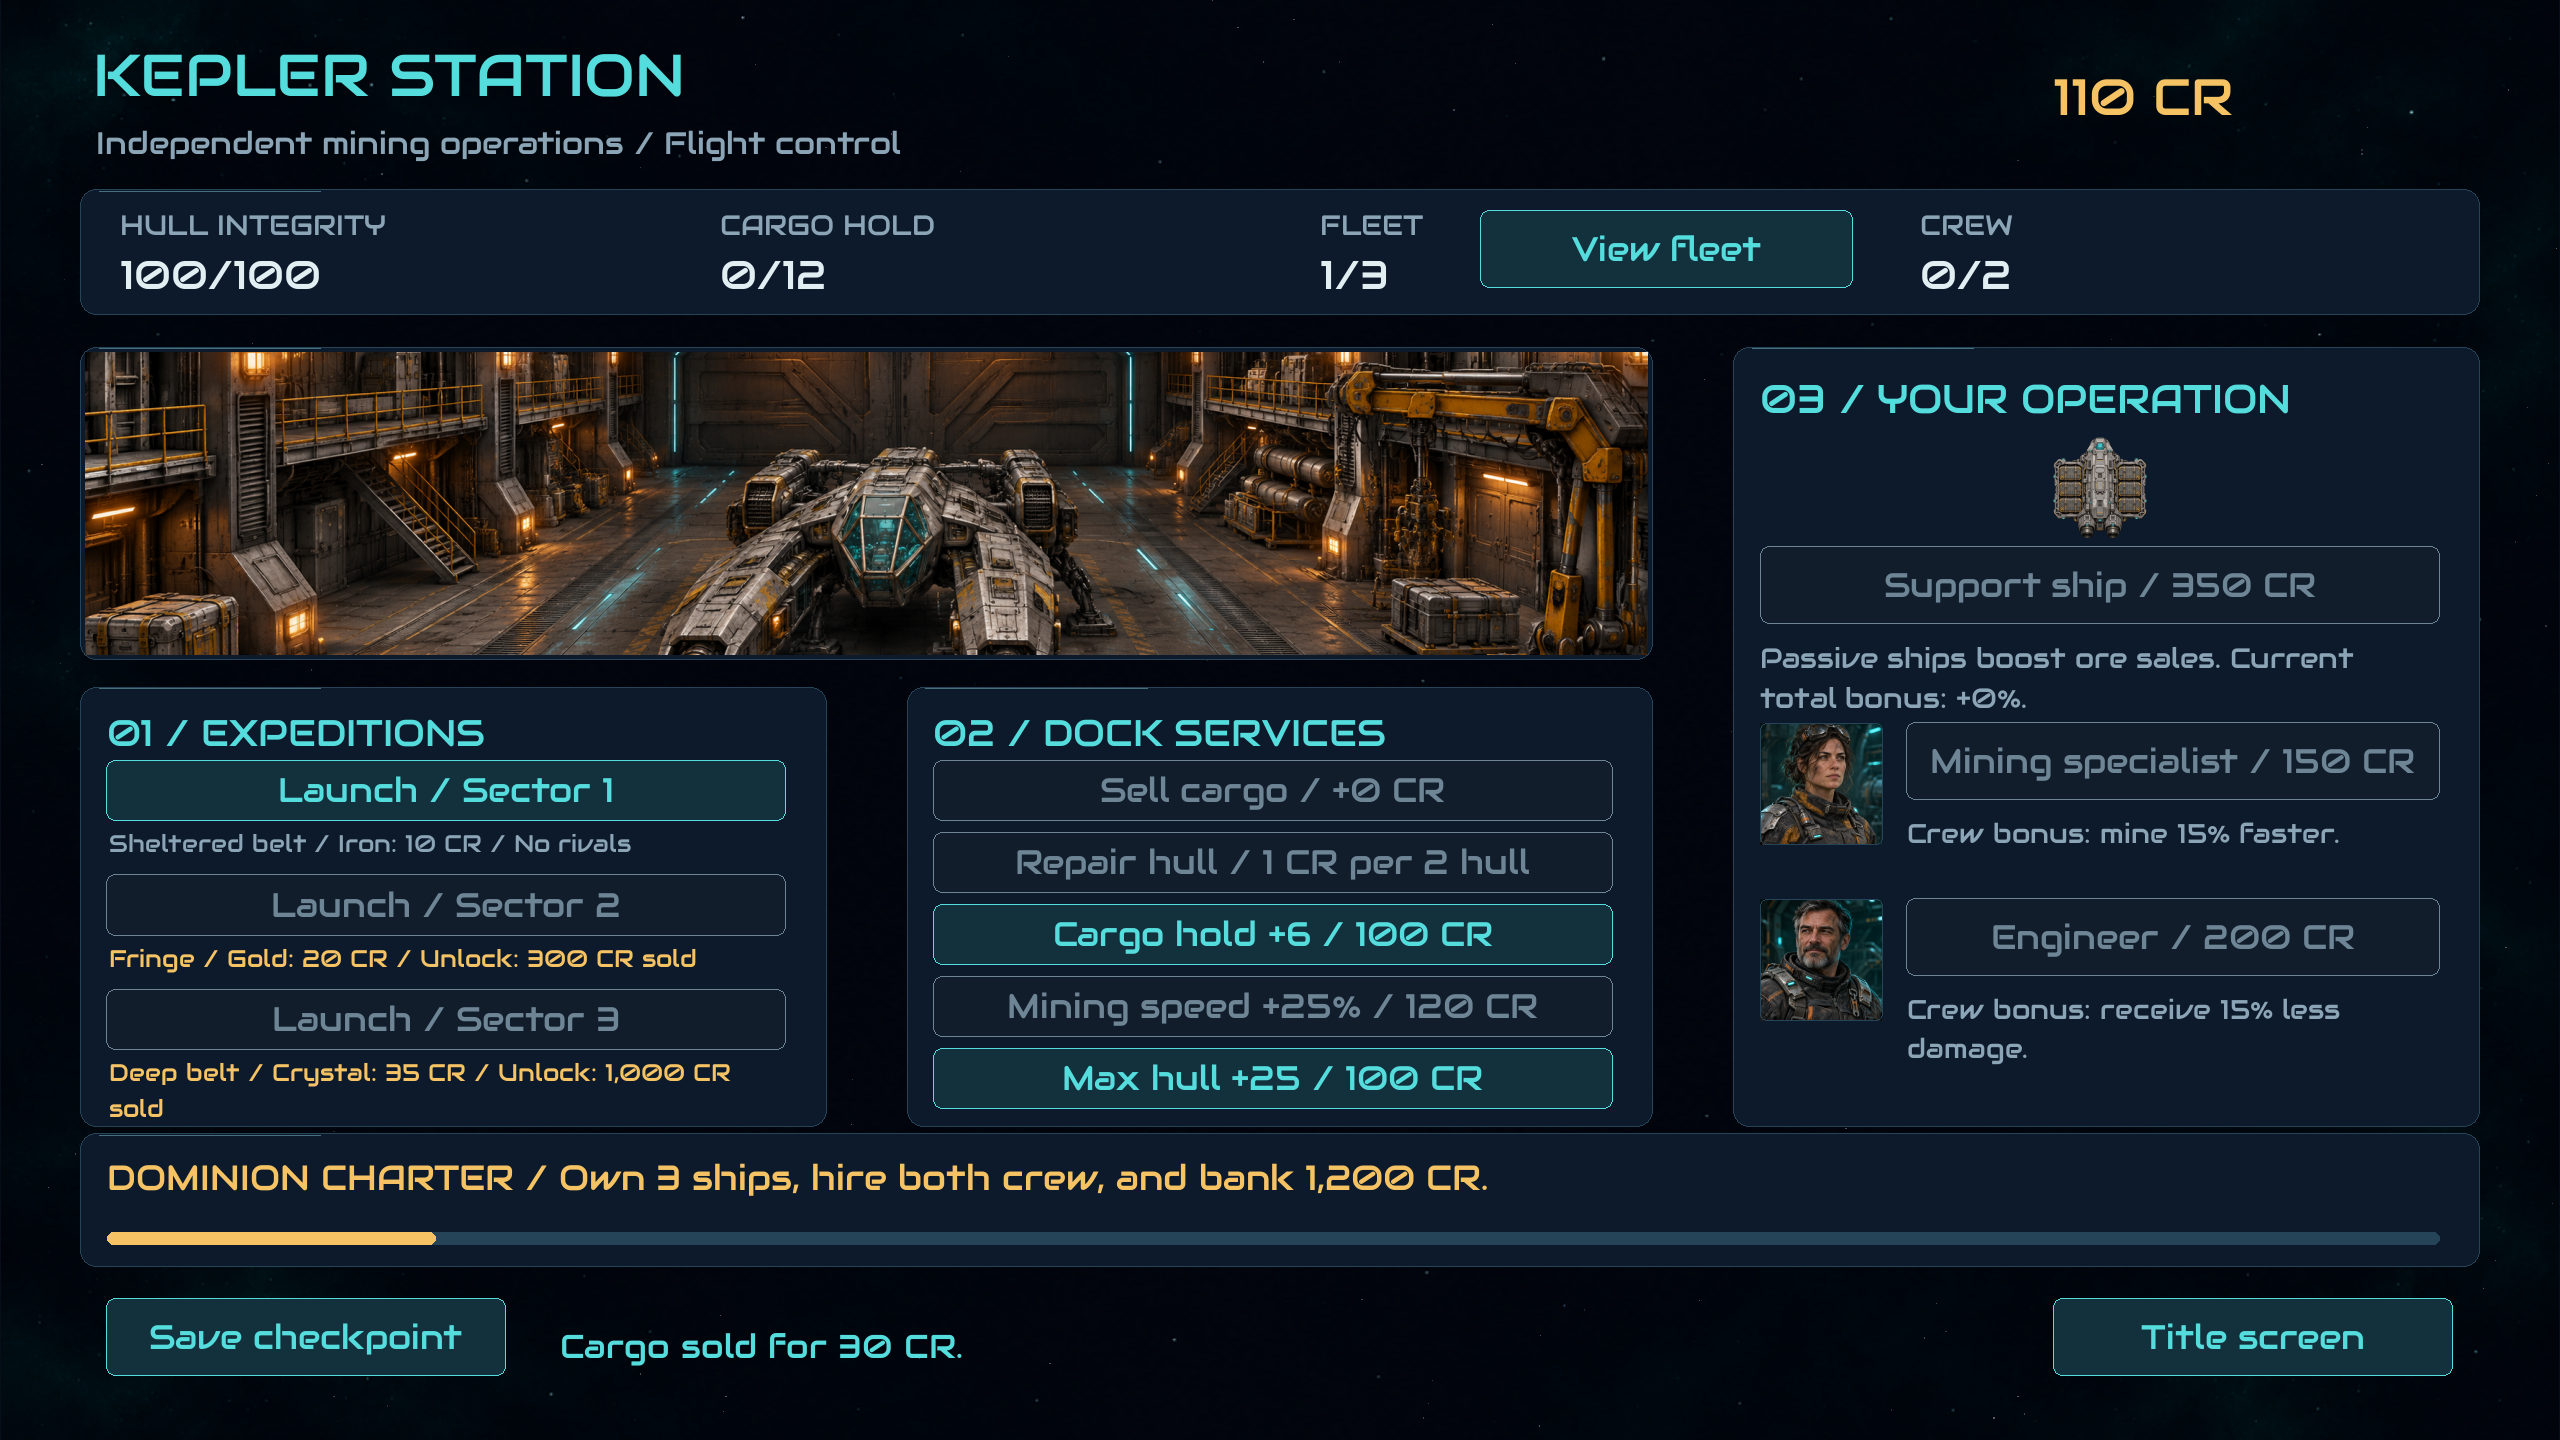 KEPLER STATION
Independent mining operations / Flight control
110 CR
HULL INTEGRITY
100/100
CARGO HOLD
0/12
FLEET
1/3
View fleet
CREW
0/2
01 / EXPEDITIONS
Launch / Sector 1
Sheltered belt / Iron: 10 CR / No rivals
Launch / Sector 2
Fringe / Gold: 20 CR / Unlock: 300 CR sold
Launch / Sector 3
Deep belt / Crystal: 35 CR / Unlock: 1,000 CR
sold
02 / DOCK SERVICES
Sell cargo / +0 CR
Repair hull / 1 CR per 2 hull
Cargo hold +6 / 100 CR
Mining speed +25% / 120 CR
Max hull +25 / 100 CR
03 / YOUR OPERATION
Support ship / 350 CR
Passive ships boost ore sales. Current
total bonus: +0%.
Mining specialist / 150 CR
Crew bonus: mine 15% faster.
Engineer / 200 CR
Crew bonus: receive 15% less
damage.
DOMINION CHARTER / Own 3 ships, hire both crew, and bank 1,200 CR.
Save checkpoint
Cargo sold for 30 CR.
Title screen